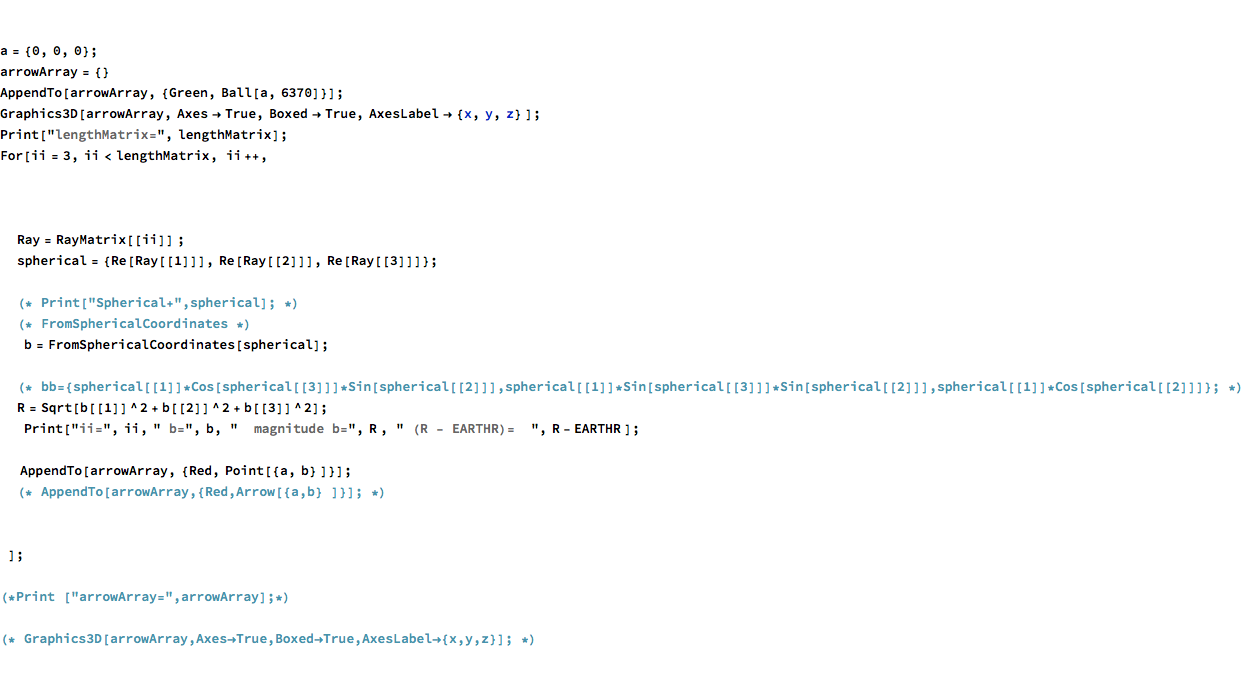 a = {0, 0, 0};
arrowArray = {}
AppendTo[arrowArray, {Green, Ball[a, 6370]}];
Graphics3D[arrowArray, Axes → True, Boxed → True, AxesLabel → {x, y, z} ];
Print["lengthMatrix=", lengthMatrix];
For[ii = 3, ii < lengthMatrix, ii ++,
Ray = RayMatrix[[ii]] ;
spherical = {Re[Ray[[1]]], Re[Ray[[2]]], Re[Ray[[3]]]};
(* Print["Spherical+",spherical]; *)
(* FromSphericalCoordinates *)
b = FromSphericalCoordinates[spherical];
(* bb={spherical[[1]]*Cos[spherical[[3]]]*Sin[spherical[[2]]],spherical[[1]]*Sin[spherical[[3]]]*Sin[spherical[[2]]],spherical[[1]]*Cos[spherical[[2]]]}; *)
R = Sqrt[b[[1]] ^ 2 + b[[2]] ^ 2 + b[[3]] ^ 2];
Print["ii=", ii, " b=", b, "  magnitude b=", R , " (R - EARTHR)=  ", R - EARTHR ];
AppendTo[arrowArray, {Red, Point[{a, b} ]}];
(* AppendTo[arrowArray,{Red,Arrow[{a,b} ]}]; *)
];
(*Print ["arrowArray=",arrowArray];*)
(* Graphics3D[arrowArray,Axes→True,Boxed→True,AxesLabel→{x,y,z}]; *)